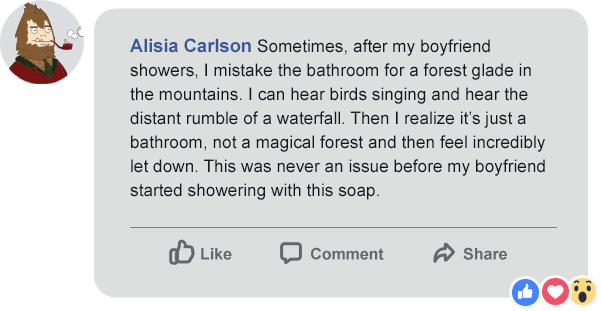 Alisia Carlson Sometimes, after my boyfriend
showers, I mistake the bathroom for a forest glade in
the mountains. I can hear birds singing and hear the
distant rumble of a waterfall. Then I realize it’s just a
bathroom, not a magical forest and then feel incredibly
let down. This was never an issue before my boyfriend
started showering with this soap.
Like Comment Share